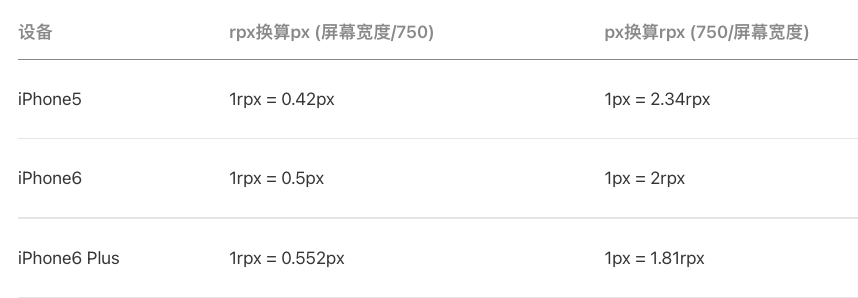 设备 rpx换算px (屏幕宽度/750) px换算rpx (750/屏幕宽度)
iPhone5 1rpx = 0.42px 1px = 2.34rpx
iPhone6 1rpx = 0.5px 1px = 2rpx
iPhone6 Plus 1rpx = 0.552px 1px = 1.81rpx